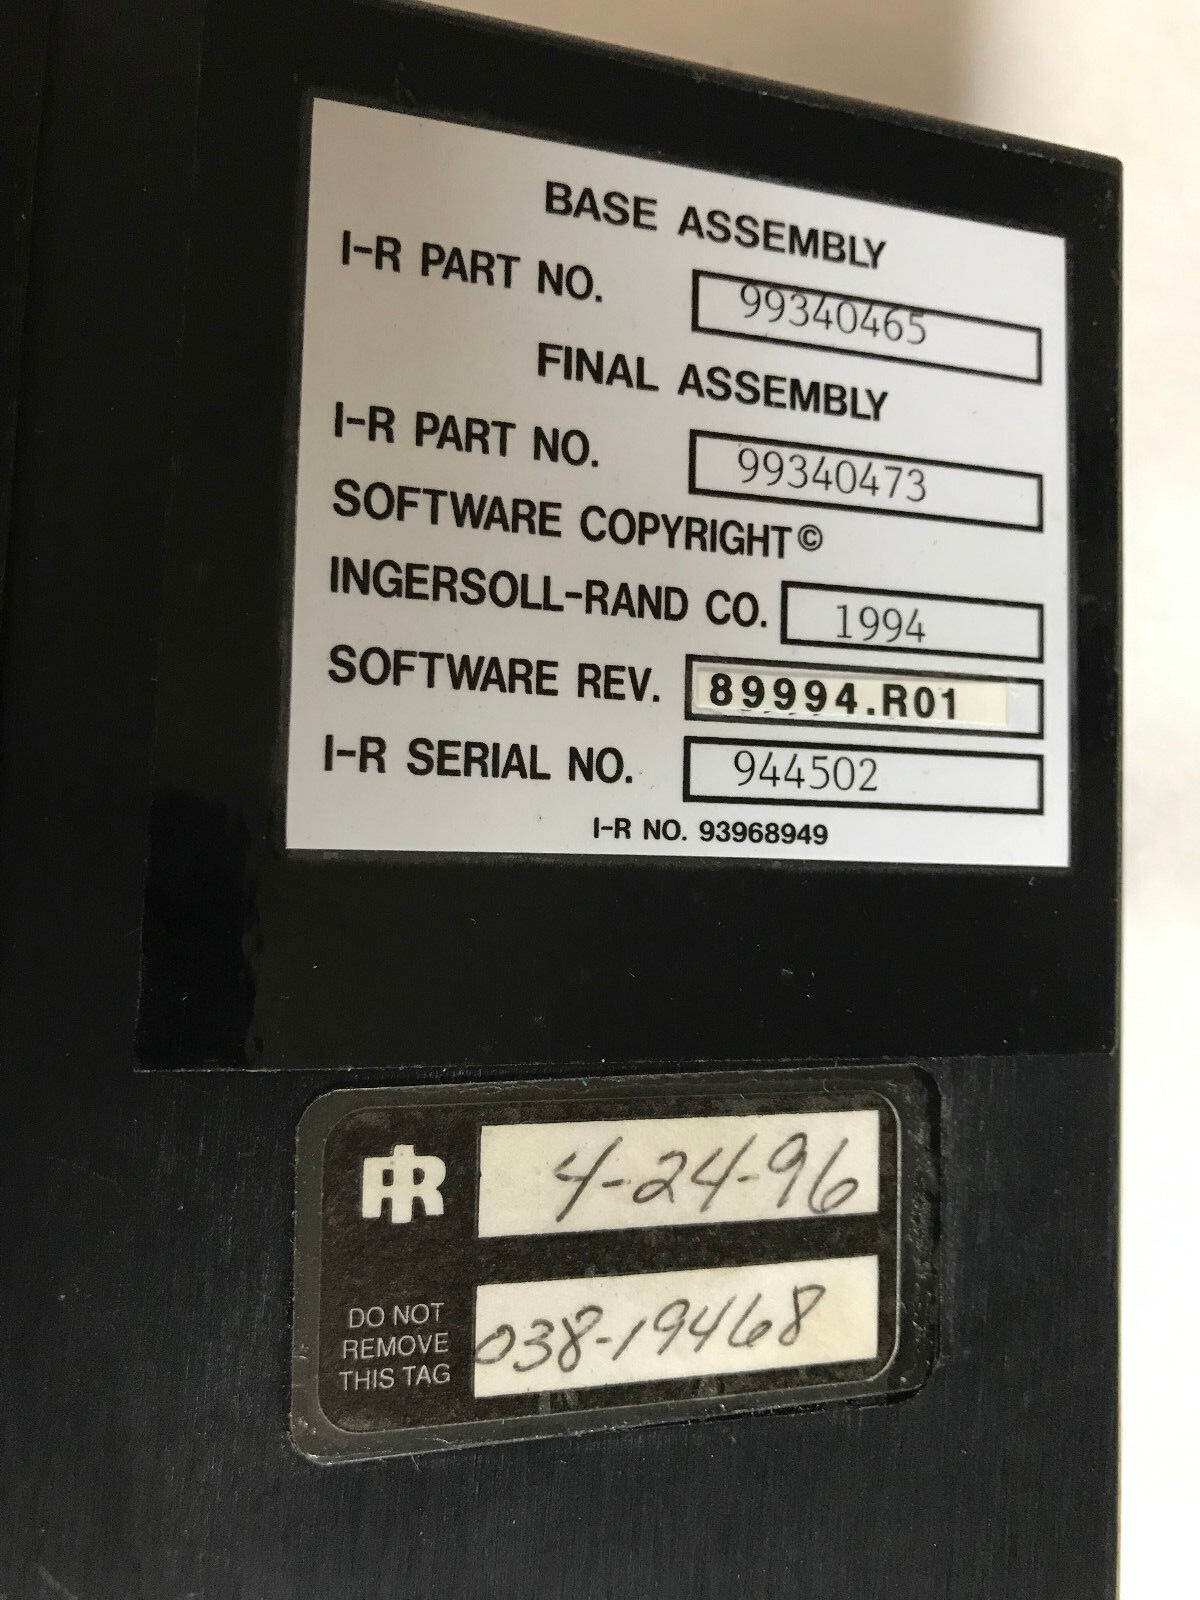 BASE ASSEMBLY
I-R PART NO. 99340465
FINAL ASSEMBLY
I-R PART NO. 99340473
SOFTWARE COPYRIGHT©
INGERSOLL-RAND CO. 1994
SOFTWARE REV. 89994.R01
I-R SERIAL NO. 944502
I-R NO. 93968949
IR 4-24-96
DO NOT
REMOVE
THIS TAG
038-19468